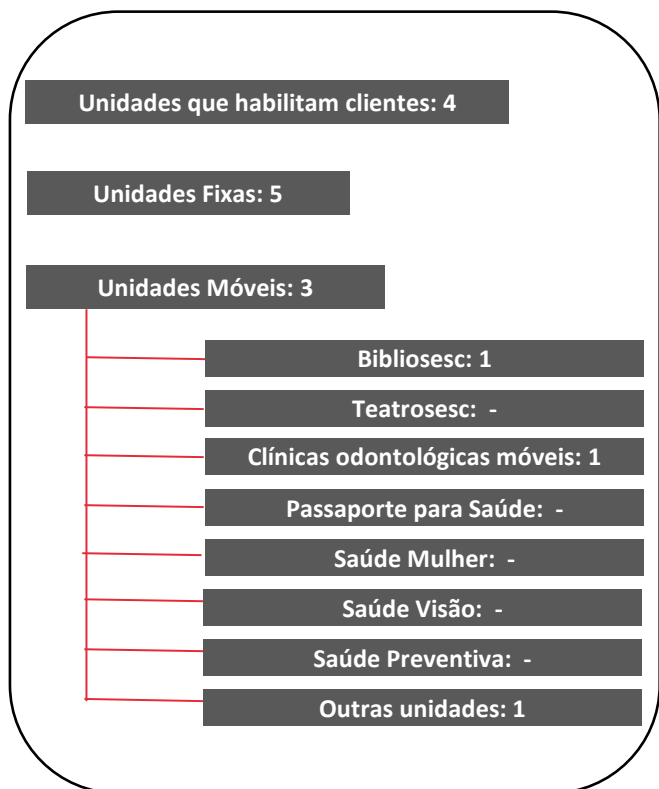 Unidades que habilitam clientes: 4
Unidades Fixas: 5
Unidades Móveis: 3
Bibliosesc: 1
Teatrosesc: -
Clínicas odontológicas móveis: 1
Passaporte para Saúde: -
Saúde Mulher: -
Saúde Visão: -
Saúde Preventiva: -
Outras unidades: 1